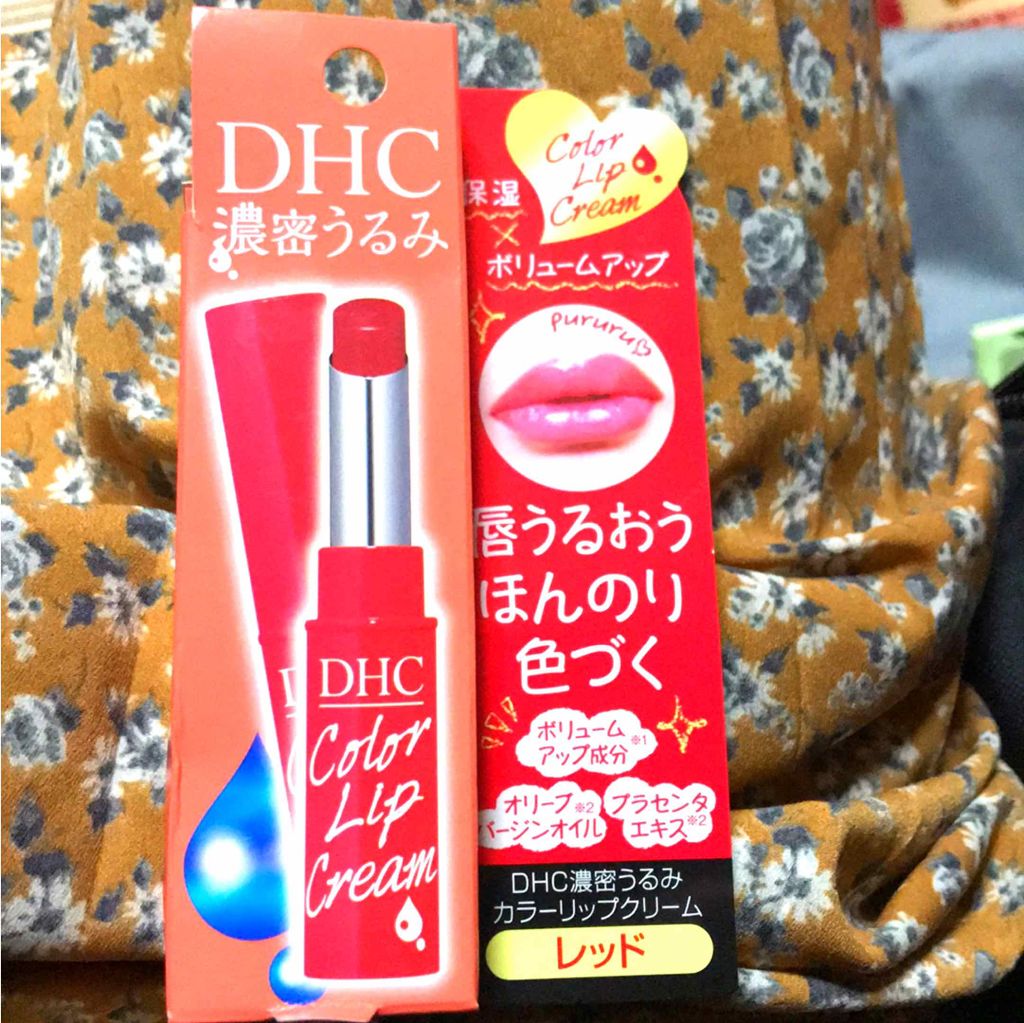 DHC
濃密うるみ
DHC
Color
Lip
Cream
Color
Lip
Cream
保湿
×
ボリュームアップ
pururu
唇うるおう
ほんのり
色づく
ボリューム
アップ成分※1
オリーブ※2
バージンオイル
プラセンタ
エキス※2
DHC濃密うるみ
カラーリップクリーム
レッド